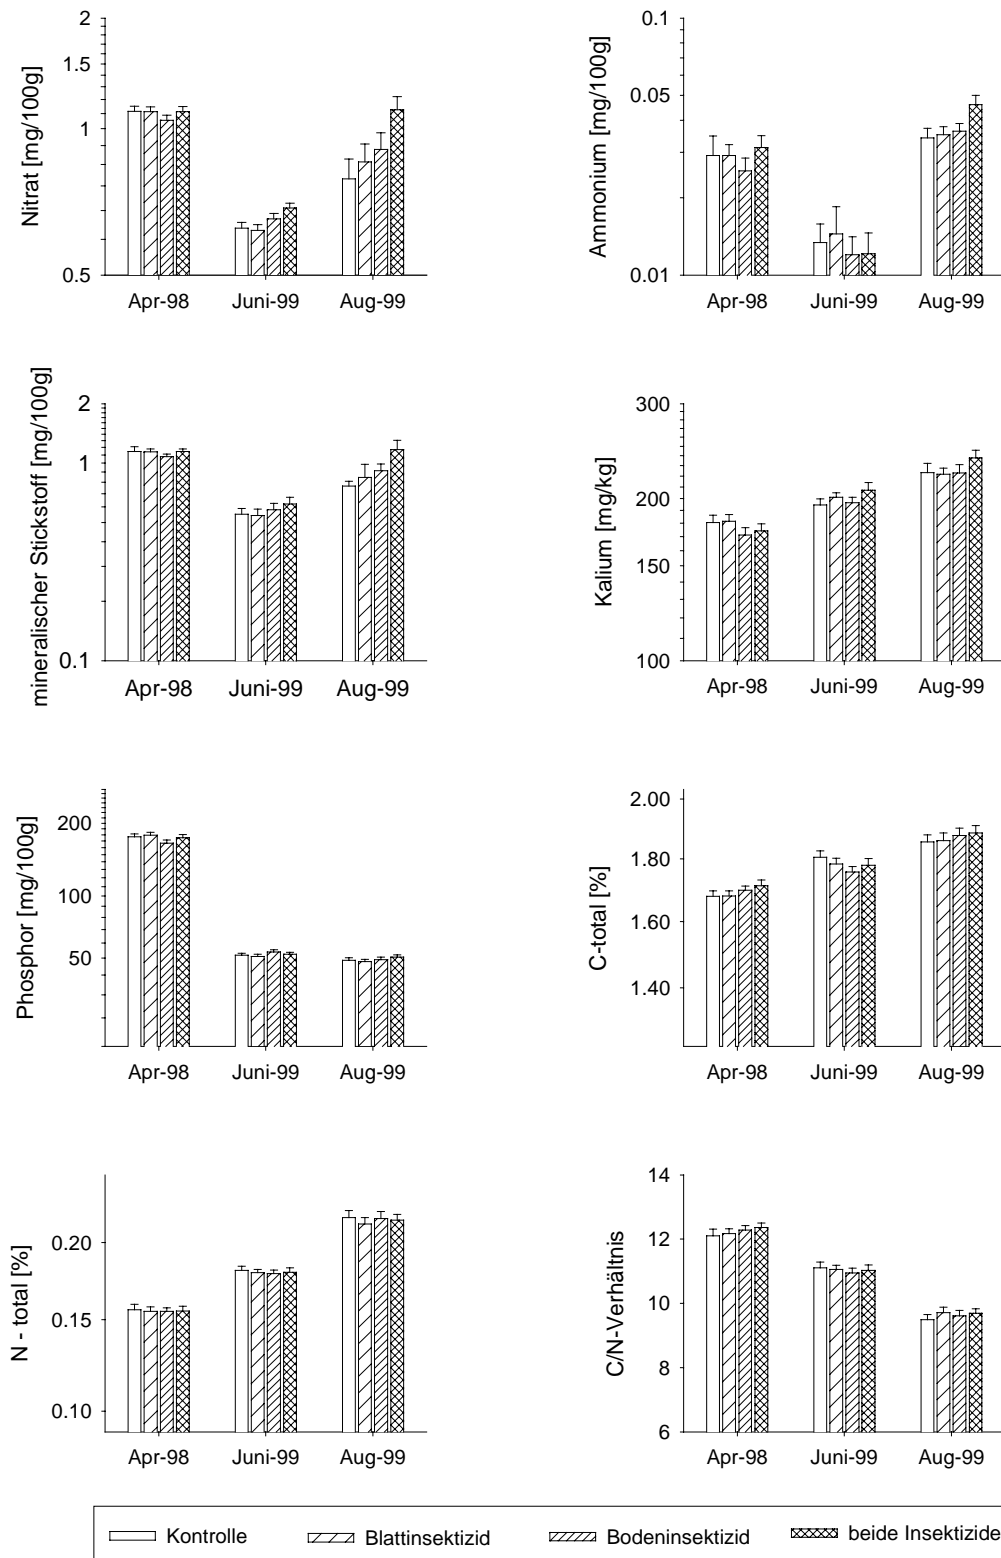 Nitrat [mg/100g]
2
1.5
1
0.5
Apr-98 Juni-99 Aug-99
Ammonium [mg/100g]
0.1
0.05
0.01
Apr-98 Juni-99 Aug-99
mineralischer Stickstoff [mg/100g]
2
1
0.1
Apr-98 Juni-99 Aug-99
Kalium [mg/kg]
300
200
150
100
Apr-98 Juni-99 Aug-99
Phosphor [mg/100g]
200
100
50
Apr-98 Juni-99 Aug-99
C-total [%]
2.00
1.80
1.60
1.40
Apr-98 Juni-99 Aug-99
N - total [%]
0.20
0.15
0.10
Apr-98 Juni-99 Aug-99
C/N-Verhältnis
14
12
10
8
6
Apr-98 Juni-99 Aug-99
Kontrolle Blattinsektizid Bodeninsektizid beide Insektizide